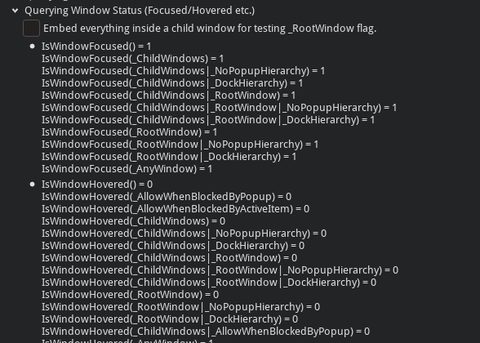 Querying Window Status (Focused/Hovered etc.)
Embed everything inside a child window for testing _RootWindow flag.
IsWindowFocused() = 1
IsWindowFocused(_ChildWindows) = 1
IsWindowFocused(_ChildWindows|_NoPopupHierarchy) = 1
IsWindowFocused(_ChildWindows|_DockHierarchy) = 1
IsWindowFocused(_ChildWindows|_RootWindow) = 1
IsWindowFocused(_ChildWindows|_RootWindow|_NoPopupHierarchy) = 1
IsWindowFocused(_ChildWindows|_RootWindow|_DockHierarchy) = 1
IsWindowFocused(_RootWindow) = 1
IsWindowFocused(_RootWindow|_NoPopupHierarchy) = 1
IsWindowFocused(_RootWindow|_DockHierarchy) = 1
IsWindowFocused(_AnyWindow) = 1
IsWindowHovered() = 0
IsWindowHovered(_AllowWhenBlockedByPopup) = 0
IsWindowHovered(_AllowWhenBlockedByActiveItem) = 0
IsWindowHovered(_ChildWindows) = 0
IsWindowHovered(_ChildWindows|_NoPopupHierarchy) = 0
IsWindowHovered(_ChildWindows|_DockHierarchy) = 0
IsWindowHovered(_ChildWindows|_RootWindow) = 0
IsWindowHovered(_ChildWindows|_RootWindow|_NoPopupHierarchy) = 0
IsWindowHovered(_ChildWindows|_RootWindow|_DockHierarchy) = 0
IsWindowHovered(_RootWindow) = 0
IsWindowHovered(_RootWindow|_NoPopupHierarchy) = 0
IsWindowHovered(_RootWindow|_DockHierarchy) = 0
IsWindowHovered(_ChildWindows|_AllowWhenBlockedByPopup) = 0